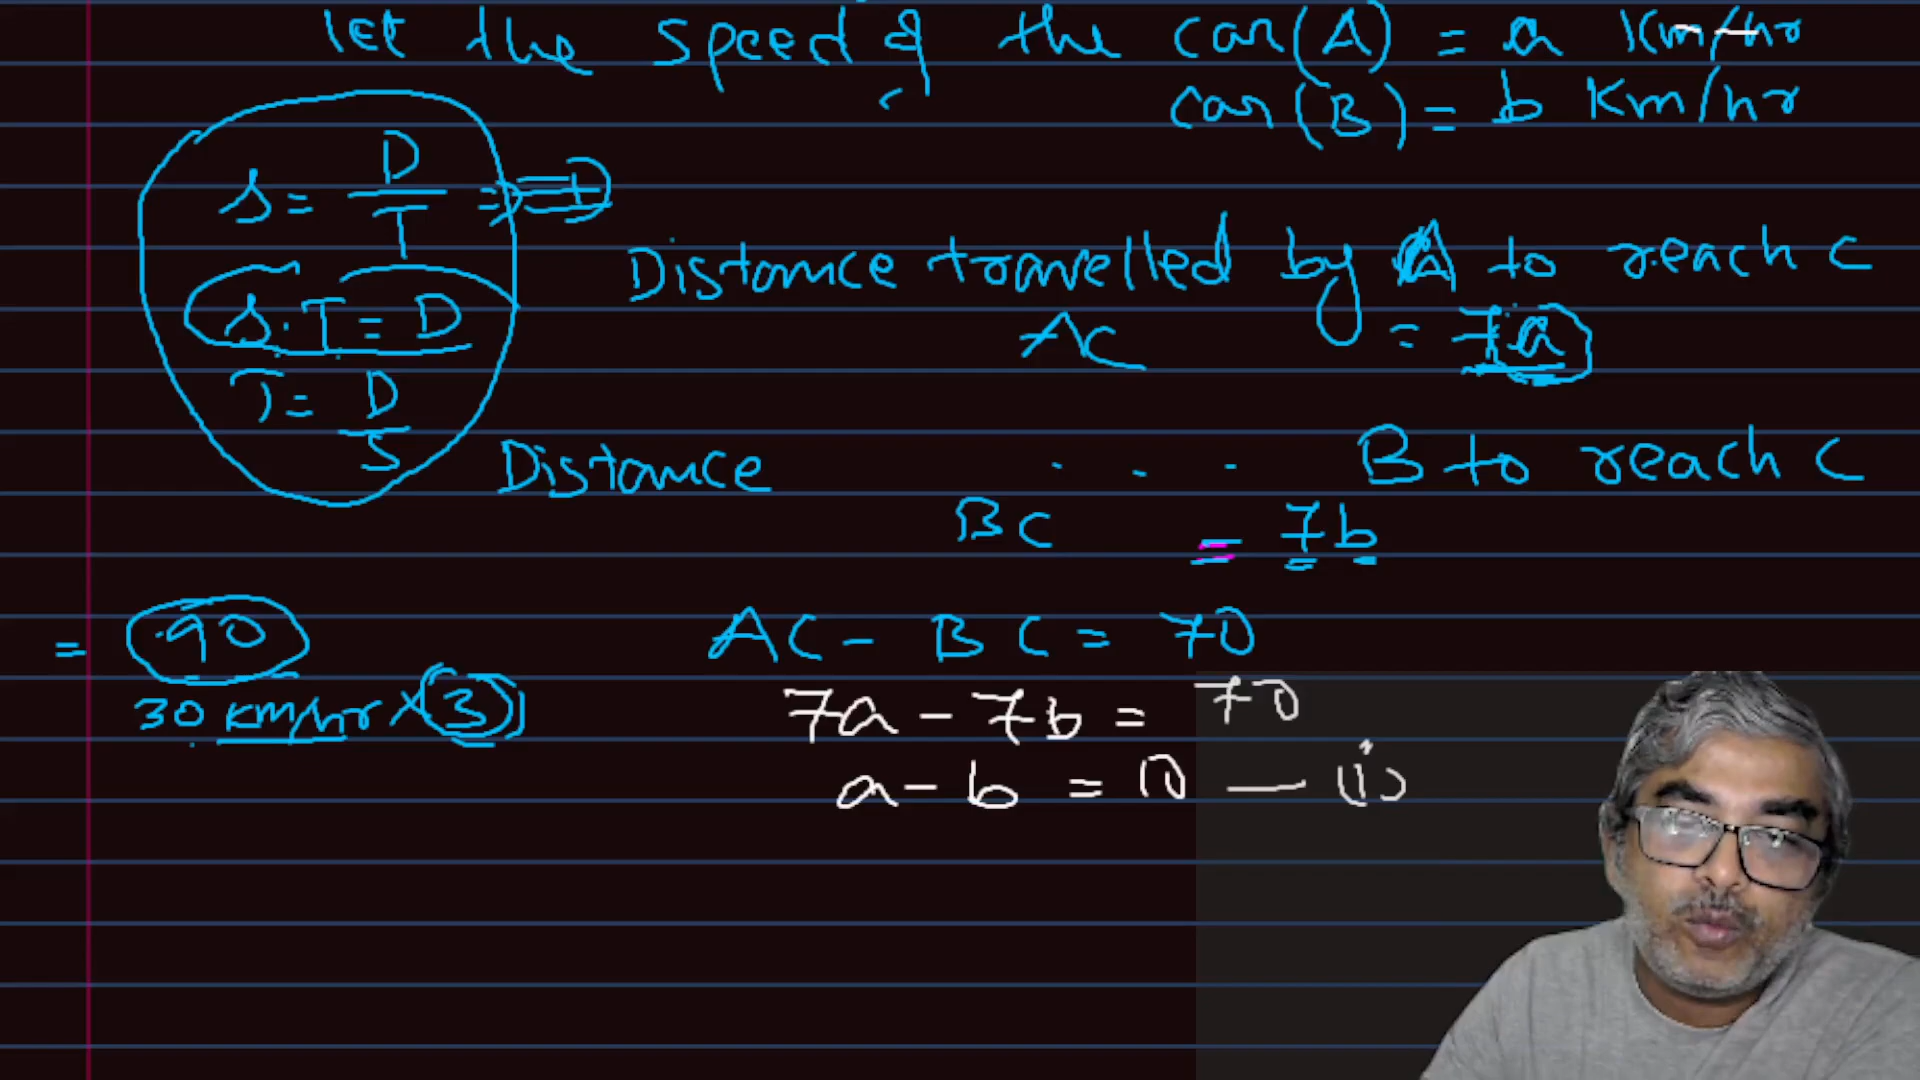 let the speed of the car (A) = a Km/hr
car (B) = b Km/hr
s = D/T =>
s.T = D
T = D/S
Distance travelled by A to reach C
AC = 7a
Distance . . . B to reach C
BC = 7b
= 90
30 km/hr × 3
AC - BC = 70
7a - 7b = 70
a - b = 10 — (i)